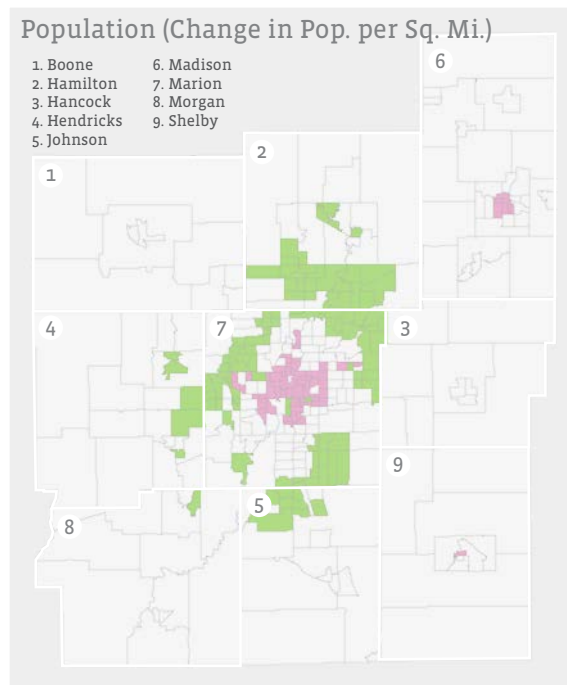 Population (Change in Pop. per Sq. Mi.)
1. Boone
2. Hamilton
3. Hancock
4. Hendricks
5. Johnson
6. Madison
7. Marion
8. Morgan
9. Shelby
6
2
1
4
7
3
9
5
8